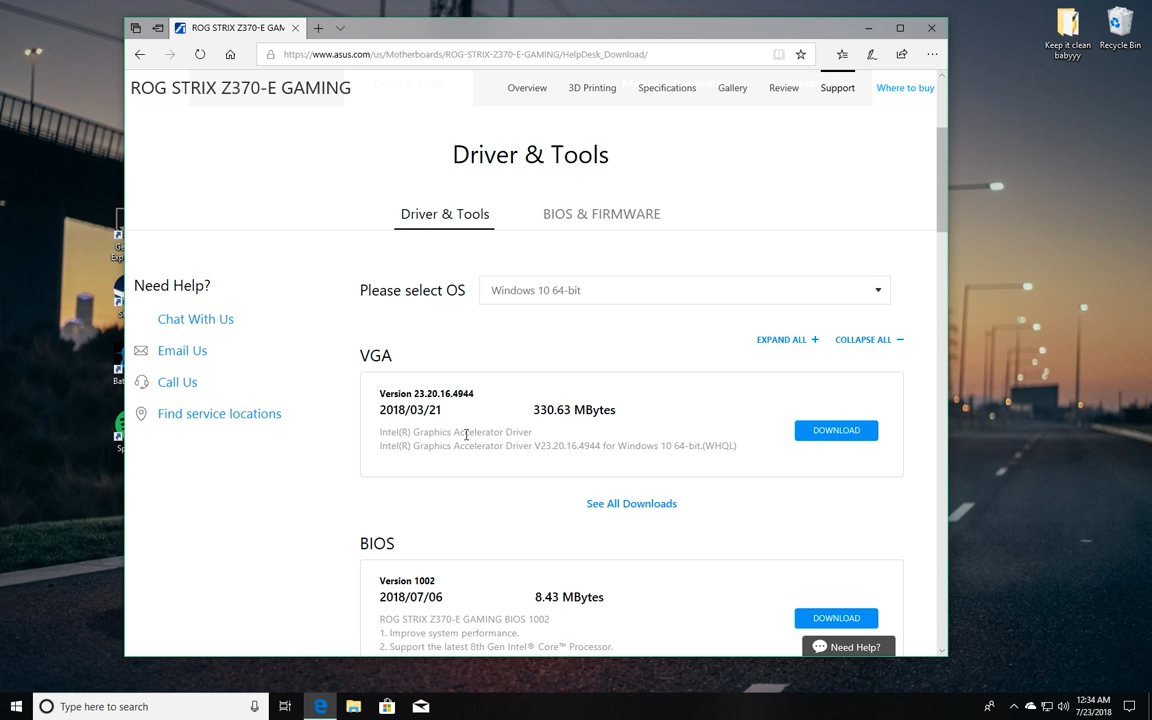 ROG STRIX Z370-E GAM
https://www.asus.com/us/Motherboards/ROG-STRIX-Z370-E-GAMING/HelpDesk_Download/
Keep it clean
babyyy
Recycle Bin
ROG STRIX Z370-E GAMING
Overview
3D Printing
Specifications
Gallery
Review
Support
Where to buy
Driver & Tools
Driver & Tools
BIOS & FIRMWARE
Need Help?
Chat With Us
Email Us
Call Us
Find service locations
Please select OS
Windows 10 64-bit
EXPAND ALL +
COLLAPSE ALL −
VGA
Version 23.20.16.4944
2018/03/21
330.63 MBytes
Intel(R) Graphics Accelerator Driver
Intel(R) Graphics Accelerator Driver V23.20.16.4944 for Windows 10 64-bit.(WHQL)
DOWNLOAD
See All Downloads
BIOS
Version 1002
2018/07/06
8.43 MBytes
ROG STRIX Z370-E GAMING BIOS 1002
1. Improve system performance.
2. Support the latest 8th Gen Intel® Core™ Processor.
DOWNLOAD
Need Help?
Type here to search
12:34 AM
7/23/2018